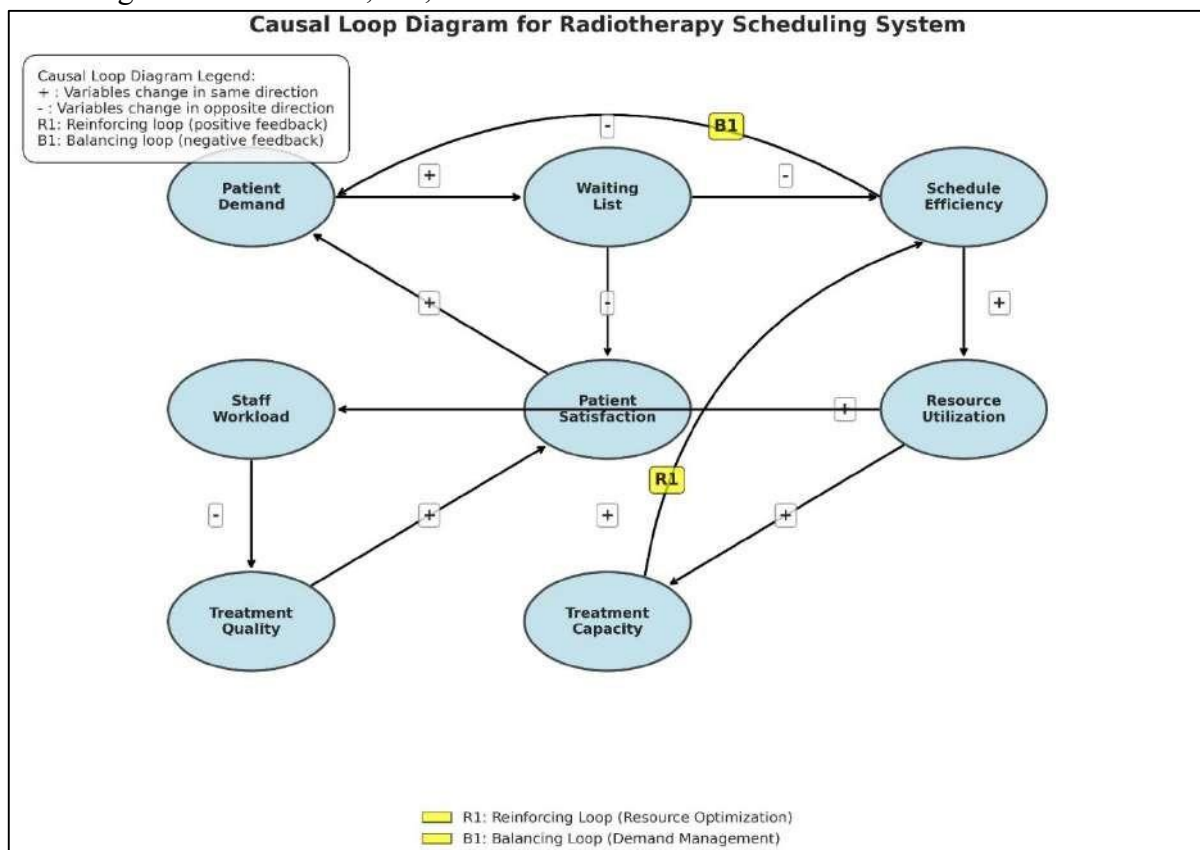 Causal Loop Diagram for Radiotherapy Scheduling System
Causal Loop Diagram Legend:
+ : Variables change in same direction
- : Variables change in opposite direction
R1: Reinforcing loop (positive feedback)
B1: Balancing loop (negative feedback)
-
B1
+
-
Patient
Demand
Waiting
List
Schedule
Efficiency
+
-
+
Staff
Workload
Patient
Satisfaction
+
Resource
Utilization
R1
-
+
+
+
Treatment
Quality
Treatment
Capacity
R1: Reinforcing Loop (Resource Optimization)
B1: Balancing Loop (Demand Management)